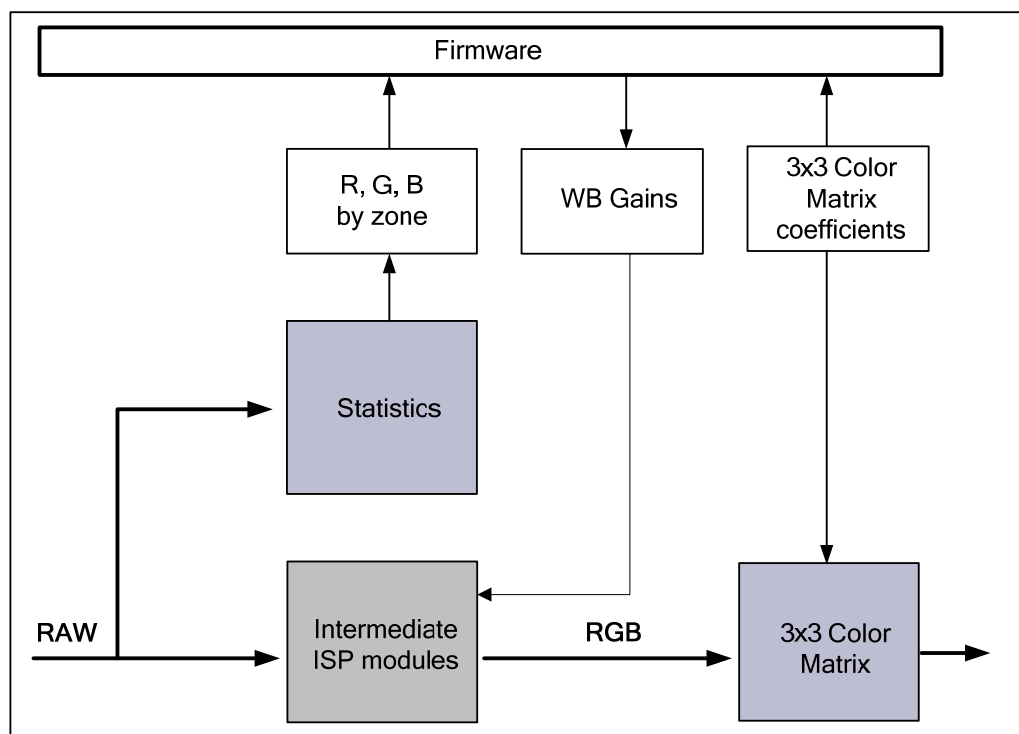 Firmware
R, G, B
by zone
WB Gains
3x3 Color
Matrix
coefficients
Statistics
RAW
Intermediate
ISP modules
RGB
3x3 Color
Matrix